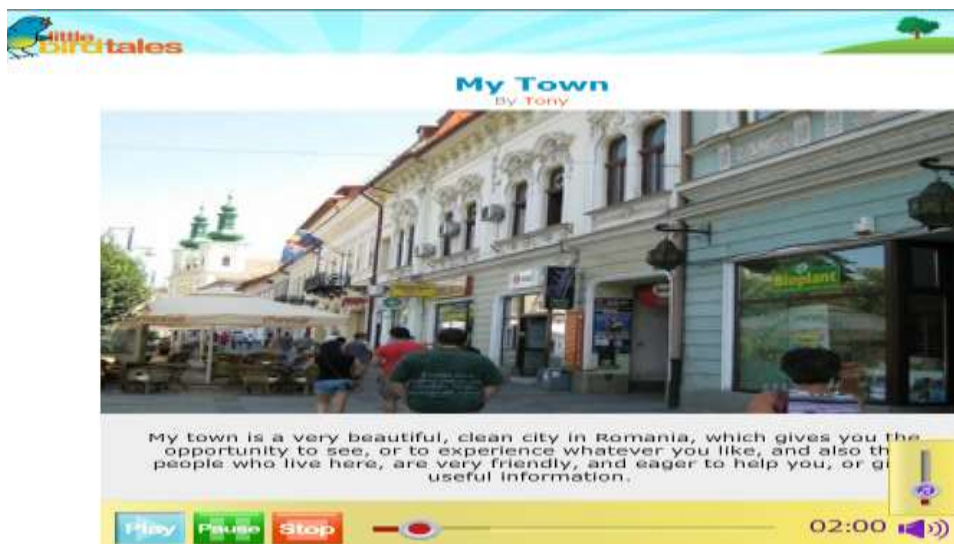 little
birdtales
My Town
By Tony
Bioplant
My town is a very beautiful, clean city in Romania, which gives you the
opportunity to see, or to experience whatever you like, and also th
people who live here, are very friendly, and eager to help you, or gi
useful information.
Play Pause Stop 02:00